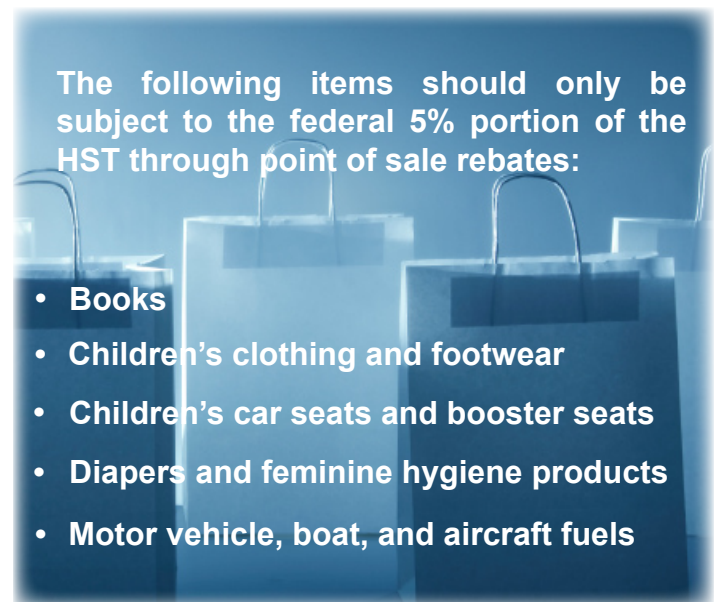 The following items should only be
subject to the federal 5% portion of the
HST through point of sale rebates:
• Books
• Children's clothing and footwear
• Children's car seats and booster seats
• Diapers and feminine hygiene products
• Motor vehicle, boat, and aircraft fuels